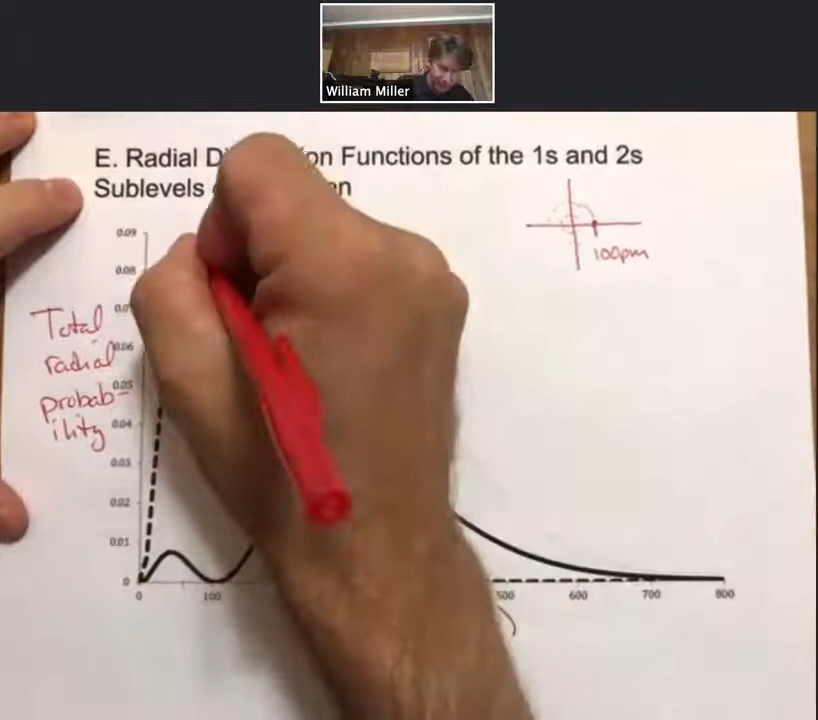 William Miller
E. Radial D on Functions of the 1s and 2s
Sublevels n
0.09
0.08
0.0
0.06
0.05
0.04
0.03
0.02
0.01
0
Total
radial
probab-
ility
100pm
0 100 500 600 700 800
)